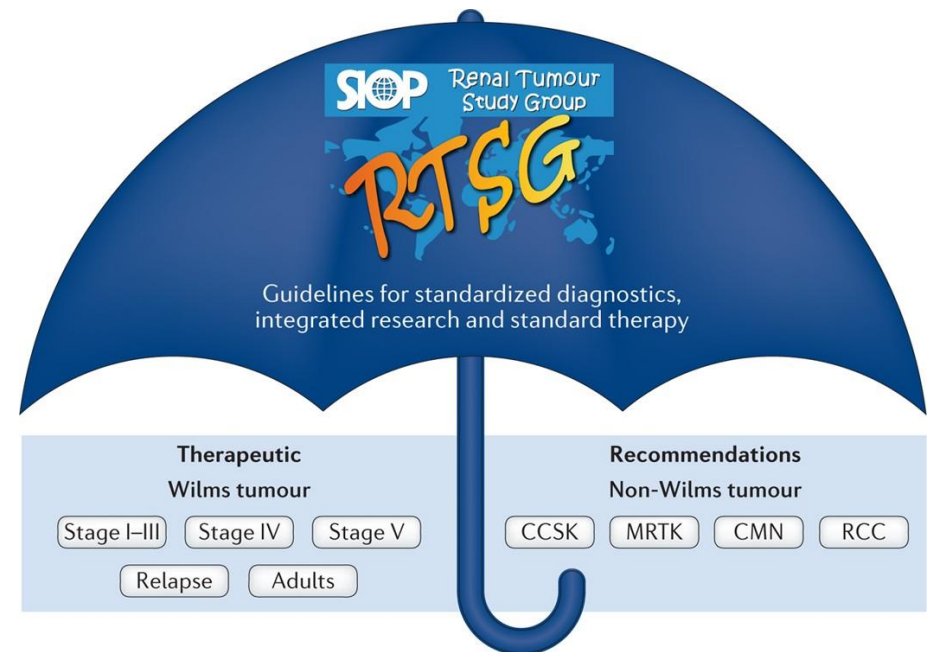 SIOP Renal Tumour
Study Group
RTSG
Guidelines for standardized diagnostics,
integrated research and standard therapy
Therapeutic
Wilms tumour
Stage I–III Stage IV Stage V
Relapse Adults
Recommendations
Non-Wilms tumour
CCSK MRTK CMN RCC